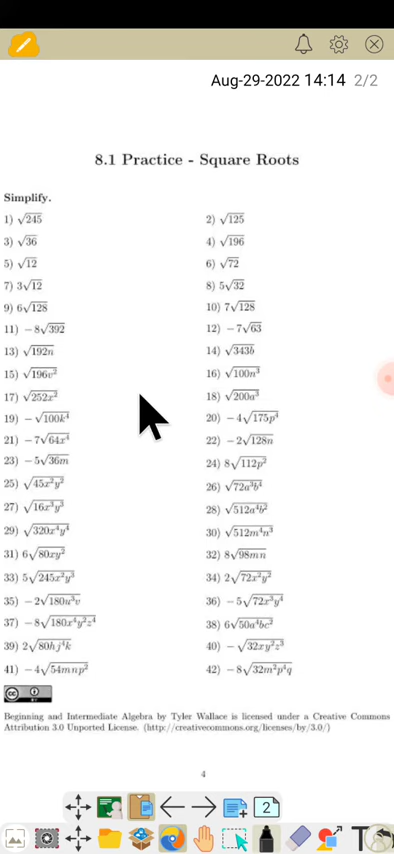 Aug-29-2022 14:14 2/2
8.1 Practice - Square Roots
Simplify.
1) √245 2) √125
3) √36 4) √196
5) √12 6) √72
7) 3√12 8) 5√32
9) 6√128 10) 7√128
11) −8√392 12) −7√63
13) √192n 14) √343b
15) √196v² 16) √100n³
17) √252x² 18) √200a³
19) −√100k⁴ 20) −4√175p⁴
21) −7√64x⁴ 22) −2√128n
23) −5√36m 24) 8√112p²
25) √45x²y² 26) √72a³b⁴
27) √16x³y³ 28) √512a⁴b²
29) √320x⁴y⁴ 30) √512m⁴n³
31) 6√80xy² 32) 8√98mn
33) 5√245x²y³ 34) 2√72x²y²
35) −2√180u³v 36) −5√72x³y⁴
37) −8√180x⁴y²z⁴ 38) 6√50a⁴bc²
39) 2√80hj⁴k 40) −√32xy²z³
41) −4√54mnp² 42) −8√32m²p⁴q
cc BY
Beginning and Intermediate Algebra by Tyler Wallace is licensed under a Creative Commons
Attribution 3.0 Unported License. (http://creativecommons.org/licenses/by/3.0/)
4
2
T